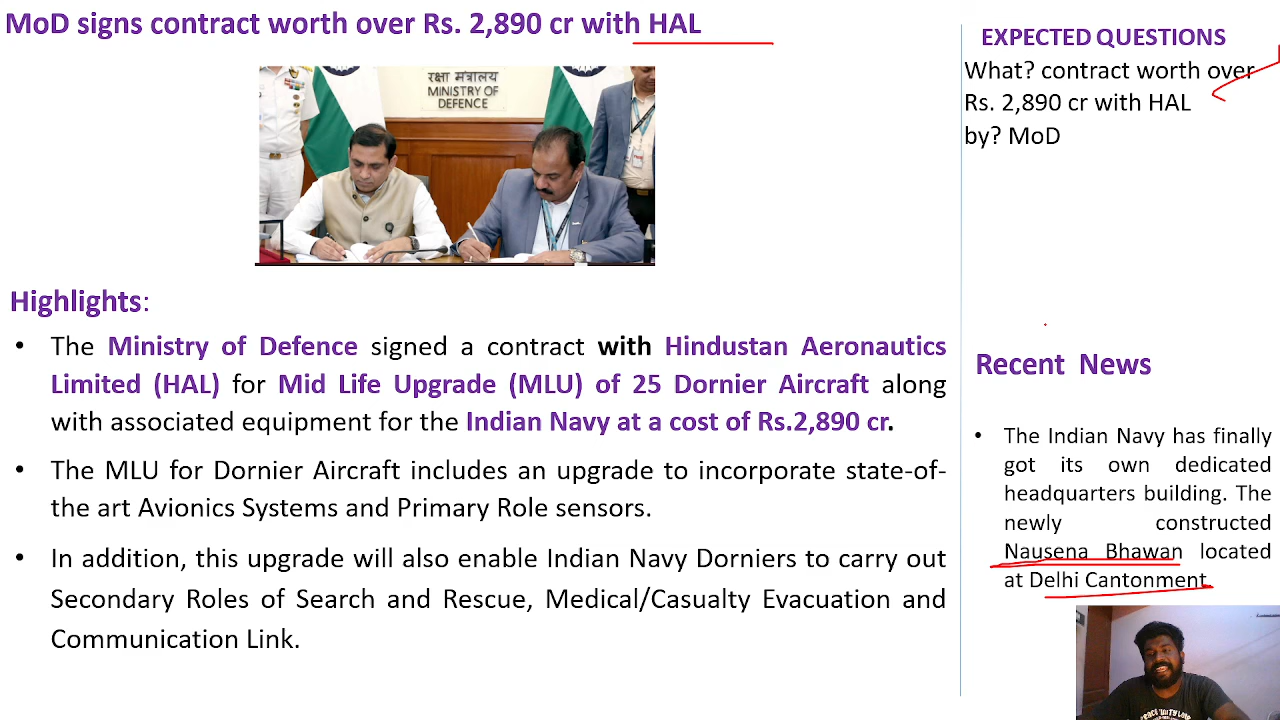 MoD signs contract worth over Rs. 2,890 cr with HAL
रक्षा मंत्रालय
MINISTRY OF
DEFENCE
Highlights:
• The Ministry of Defence signed a contract with Hindustan Aeronautics
Limited (HAL) for Mid Life Upgrade (MLU) of 25 Dornier Aircraft along
with associated equipment for the Indian Navy at a cost of Rs.2,890 cr.
• The MLU for Dornier Aircraft includes an upgrade to incorporate state-of-
the art Avionics Systems and Primary Role sensors.
• In addition, this upgrade will also enable Indian Navy Dorniers to carry out
Secondary Roles of Search and Rescue, Medical/Casualty Evacuation and
Communication Link.
EXPECTED QUESTIONS
What? contract worth over
Rs. 2,890 cr with HAL
by? MoD
Recent News
• The Indian Navy has finally
got its own dedicated
headquarters building. The
newly constructed
Nausena Bhawan located
at Delhi Cantonment.